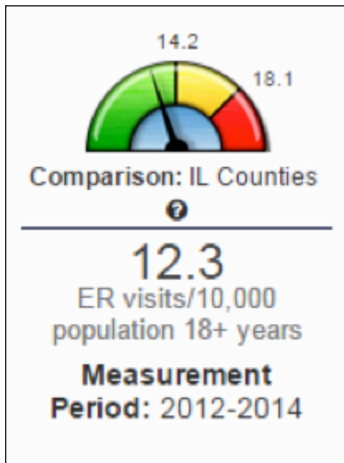 14.2
18.1
Comparison: IL Counties
?
12.3
ER visits/10,000
population 18+ years
Measurement
Period: 2012-2014